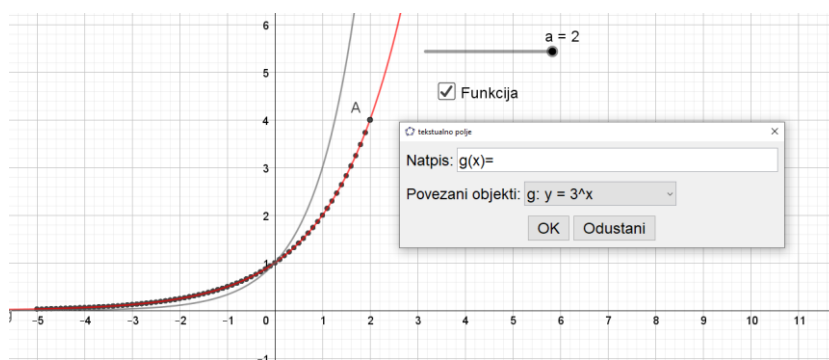 6
a = 2
5
Funkcija
A
4
tekstualno polje
Natpis: g(x)=
3
Povezani objekti: g: y = 3^x
OK Odustani
2
1
-5 -4 -3 -2 -1 0 1 2 3 4 5 6 7 8 9 10 11
-1